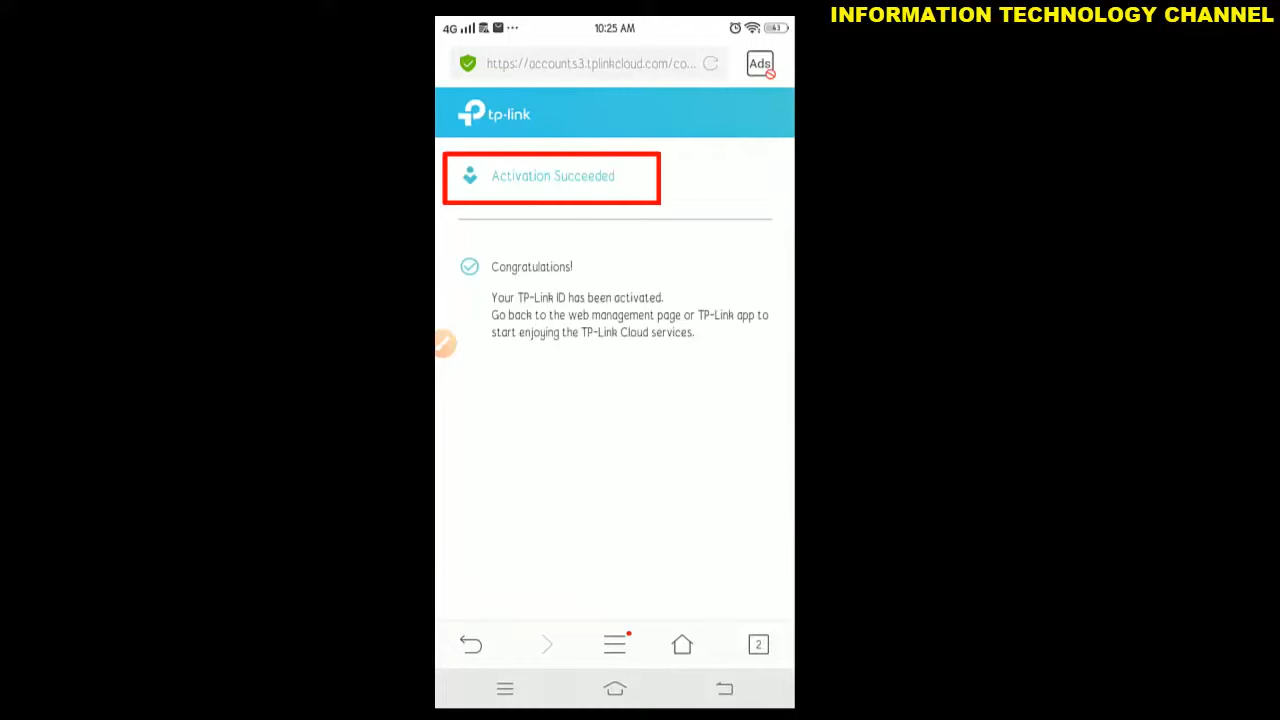 INFORMATION TECHNOLOGY CHANNEL
4G 10:25 AM 43
https://accounts3.tplinkcloud.com/co... Ads
tp-link
Activation Succeeded
Congratulations!
Your TP-Link ID has been activated.
Go back to the web management page or TP-Link app to
start enjoying the TP-Link Cloud services.
2